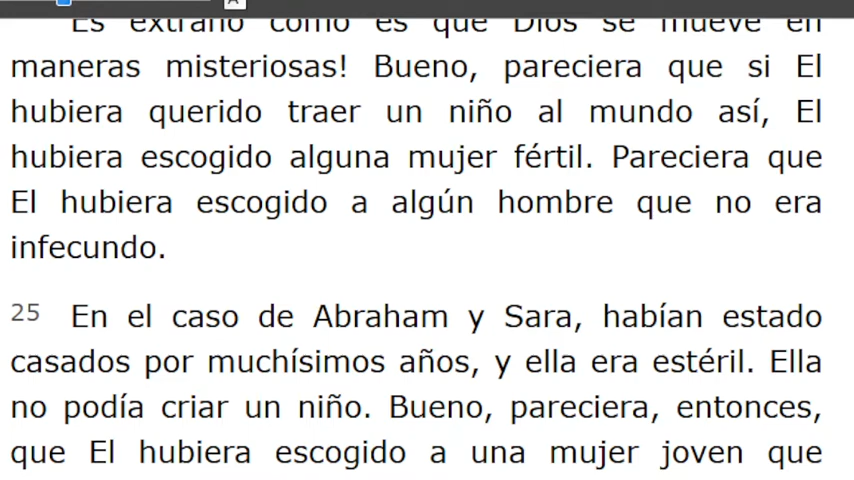 Es extraño cómo es que Dios se mueve en
maneras misteriosas! Bueno, pareciera que si El
hubiera querido traer un niño al mundo así, El
hubiera escogido alguna mujer fértil. Pareciera que
El hubiera escogido a algún hombre que no era
infecundo.
25 En el caso de Abraham y Sara, habían estado
casados por muchísimos años, y ella era estéril. Ella
no podía criar un niño. Bueno, pareciera, entonces,
que El hubiera escogido a una mujer joven que